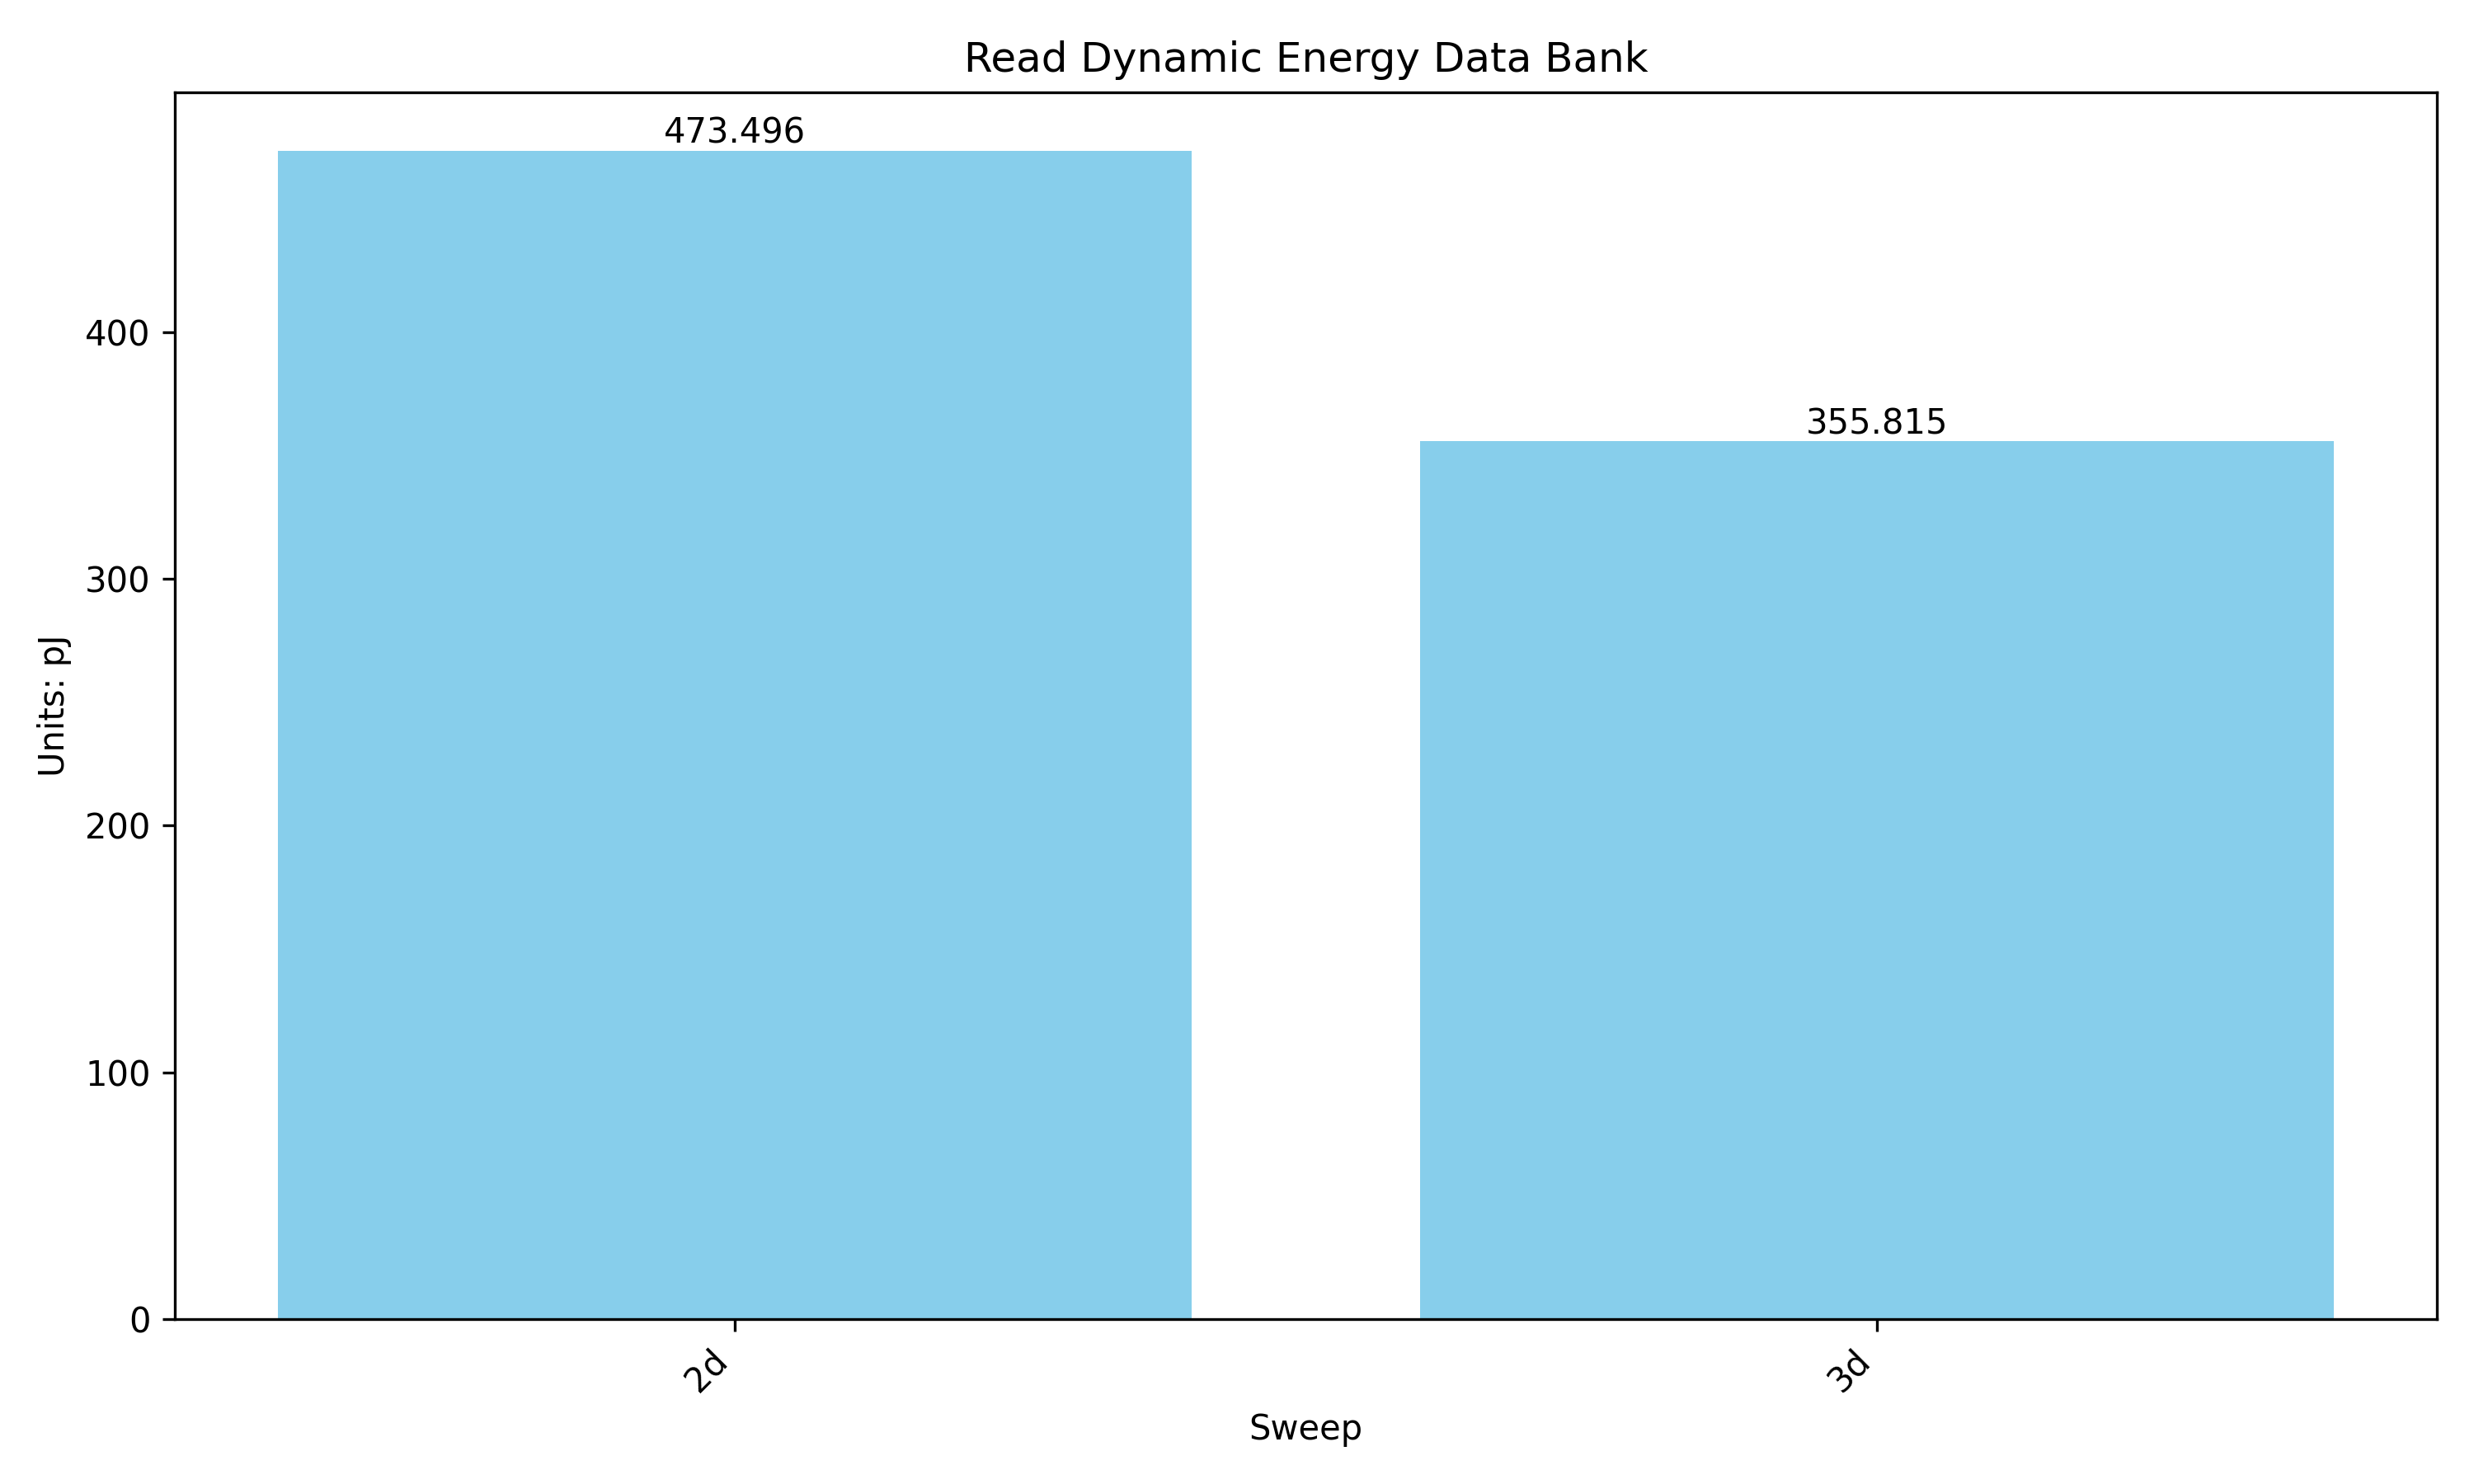 Read Dynamic Energy Data Bank
473.496
355.815
400
300
200
100
0
Units: pJ
2d
3d
Sweep